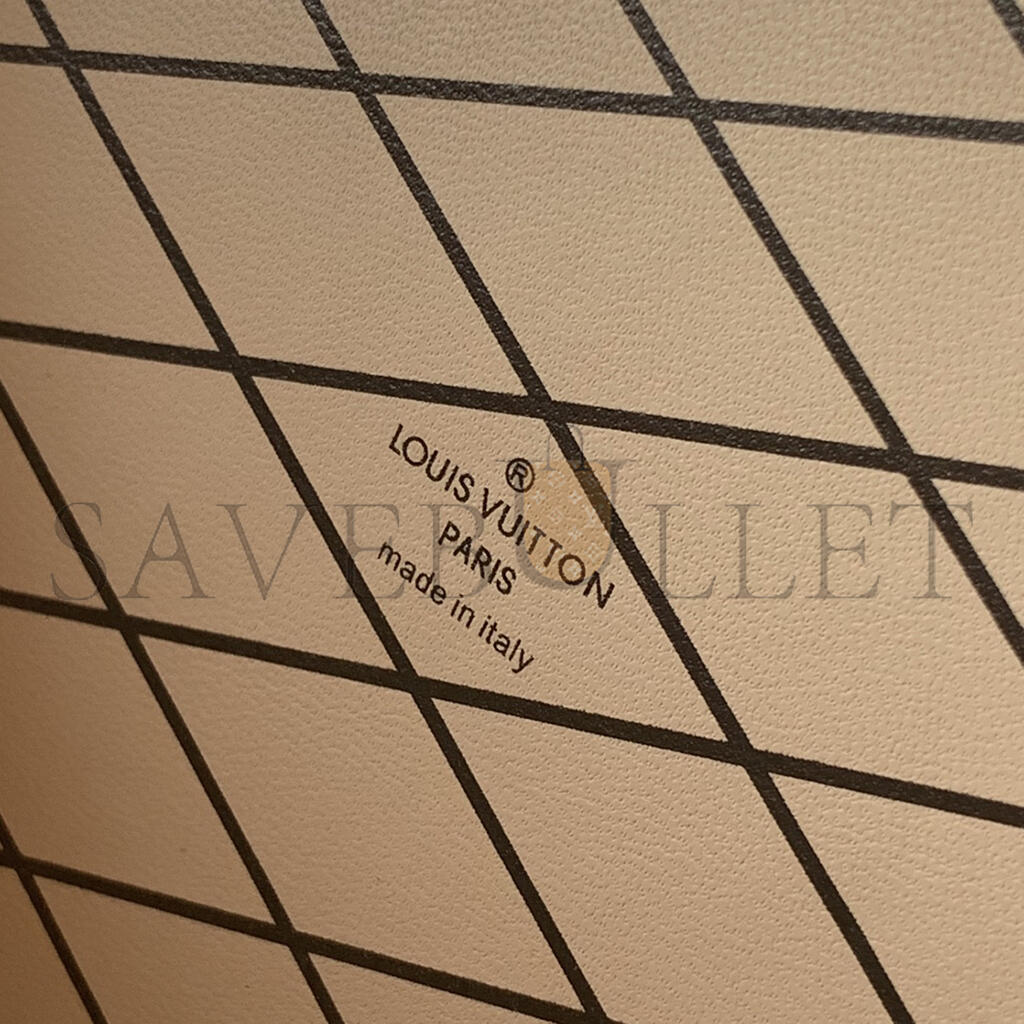 ®
LOUIS VUITTON
PARIS
made in italy
SAVEBULLET